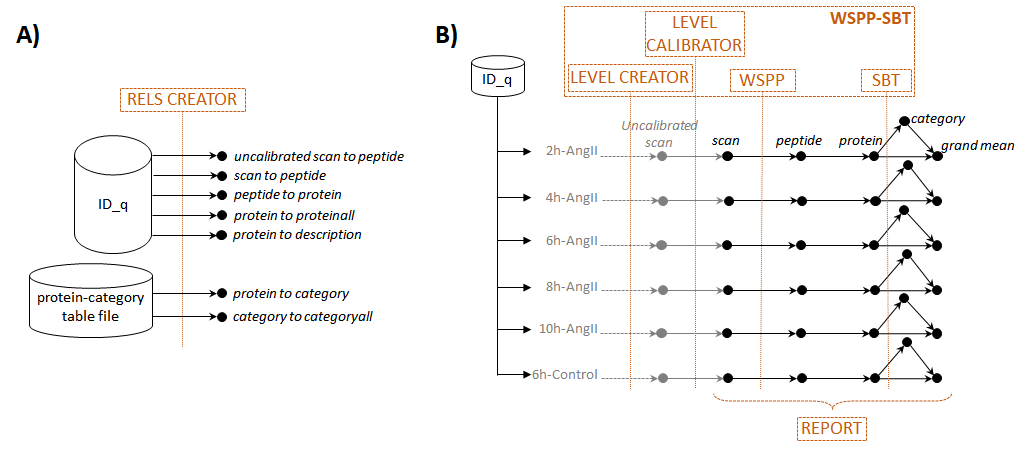 A)
RELS CREATOR
ID_q
uncalibrated scan to peptide
scan to peptide
peptide to protein
protein to proteinall
protein to description
protein-category
table file
protein to category
category to categoryall
B)
WSPP-SBT
LEVEL
CALIBRATOR
ID_q
LEVEL CREATOR
WSPP
SBT
Uncalibrated
scan
scan
peptide
protein
category
grand mean
2h-AngII
4h-AngII
6h-AngII
8h-AngII
10h-AngII
6h-Control
REPORT